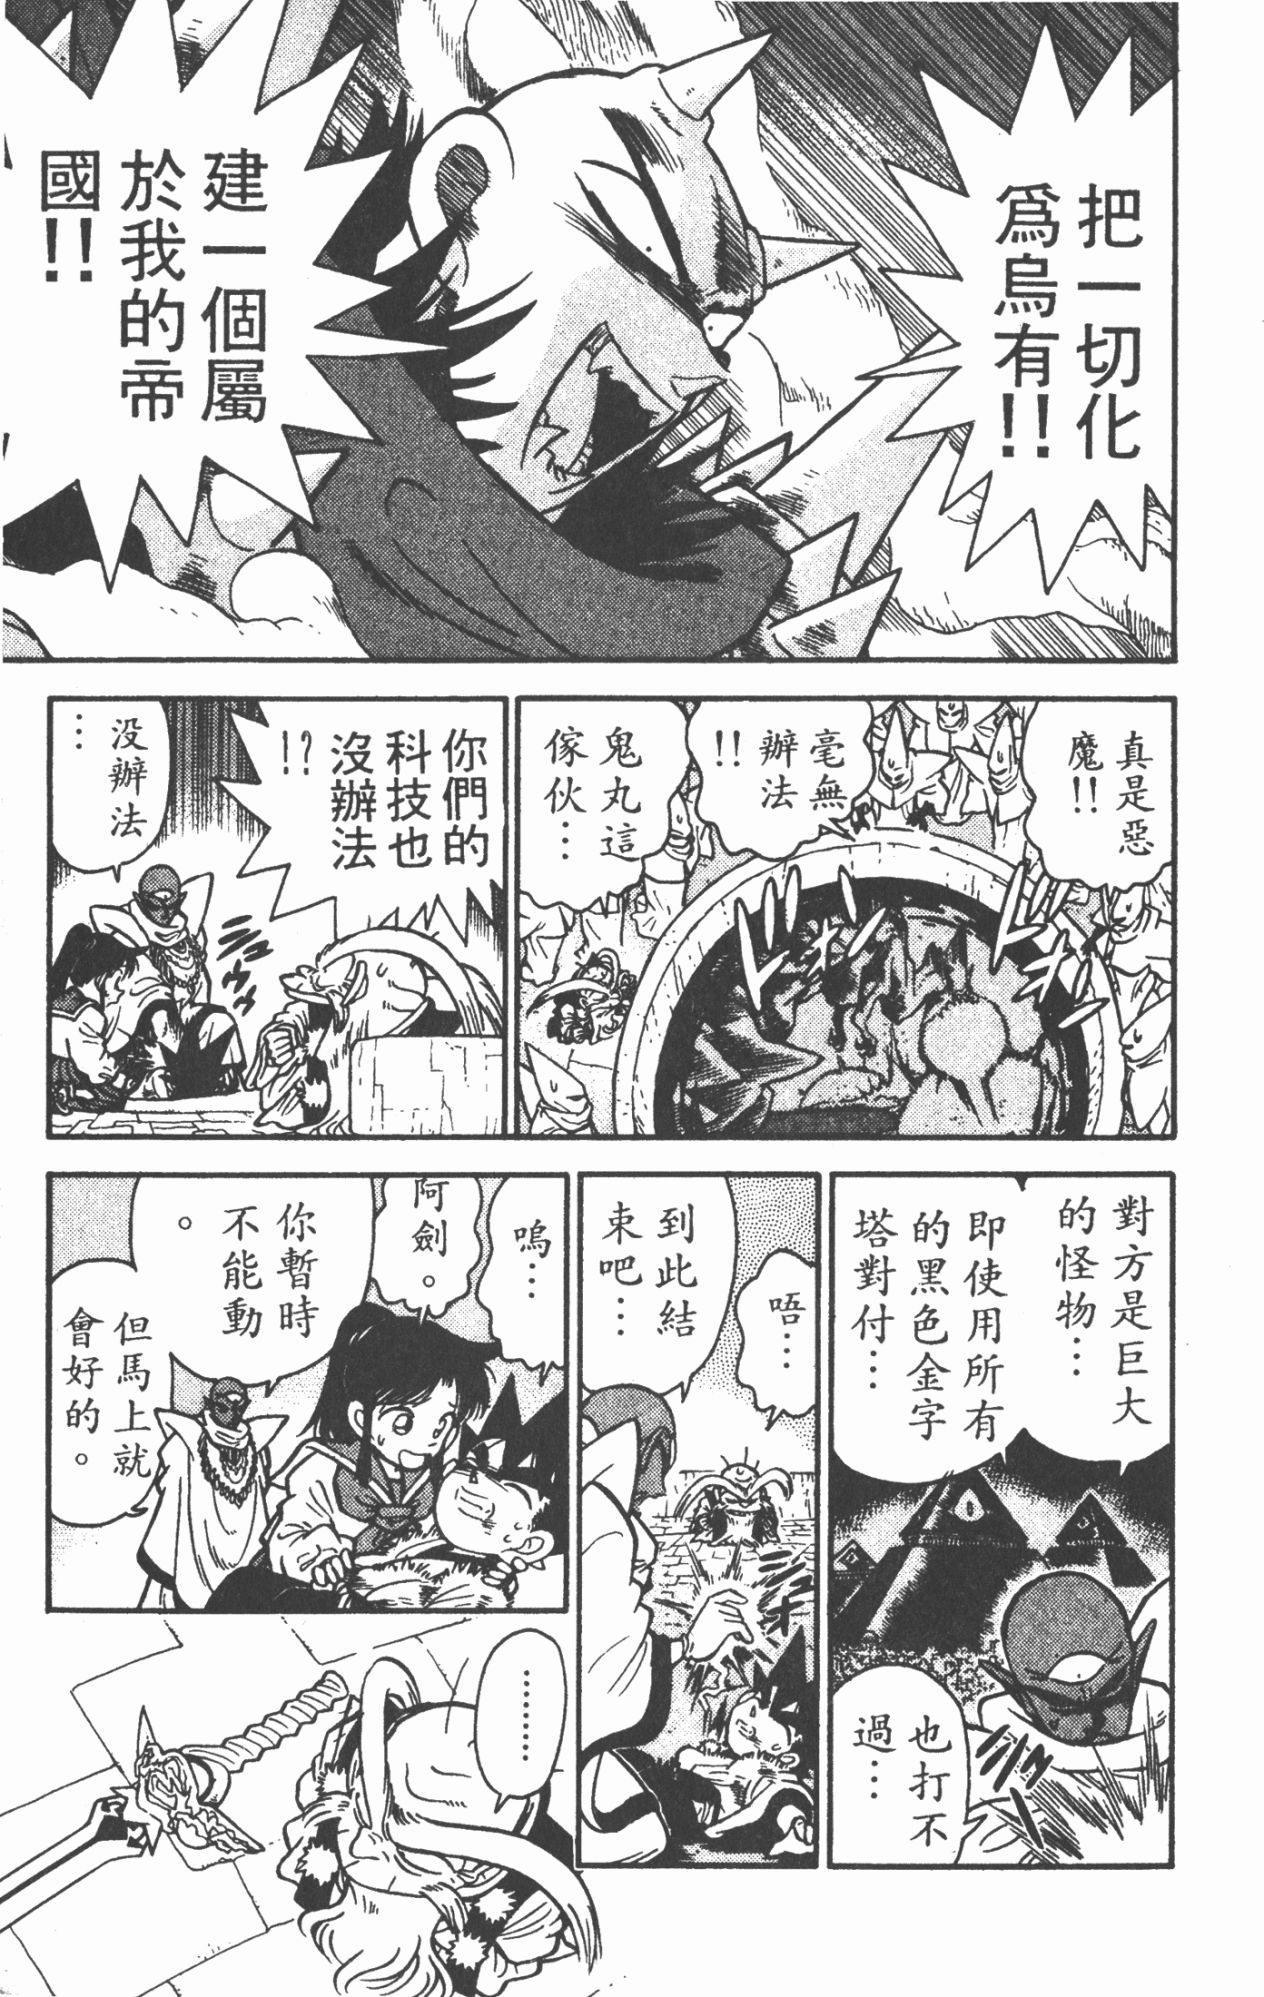 把一切化
爲烏有!!
建一個屬
於我的帝
國!!
真是惡
魔!!
毫無
辦法
!!
鬼丸這
傢伙…
你們的
科技也
沒辦法
!?
没辦法
…
對方是巨大
的怪物…
即使用所有
的黑色金字
塔對付…
也打不
過…
唔…
到此結
束吧…
嗚…
阿劍。
你暫時
不能動
。
但馬上就
會好的。
………